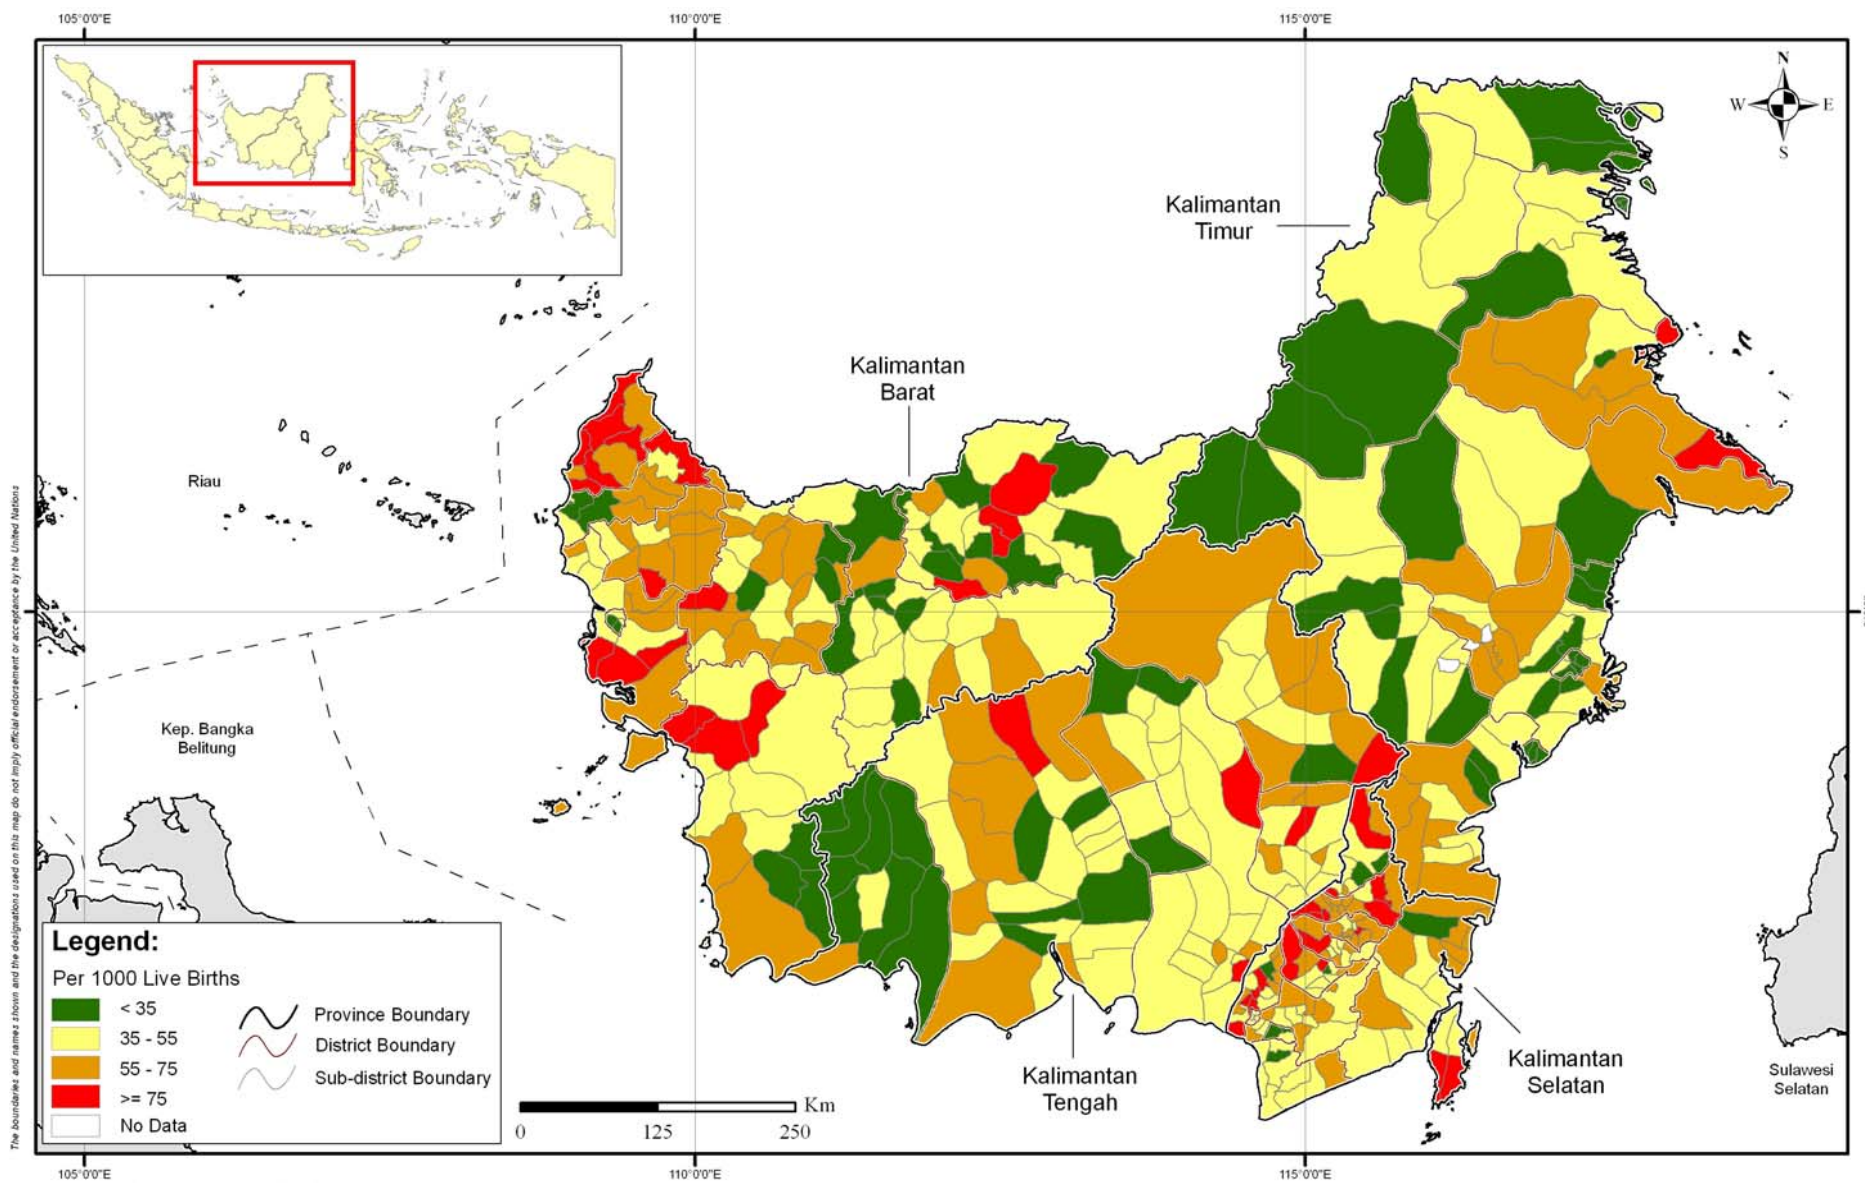 105°0'0"E
110°0'0"E
115°0'0"E
N
W
E
S
Kalimantan
Timur
Kalimantan
Barat
Riau
Kep. Bangka
Belitung
The boundaries and names shown and the designations used on this map do not imply official endorsement or acceptance by the United Nations
Legend:
Per 1000 Live Births
< 35
35 - 55
55 - 75
>= 75
No Data
Province Boundary
District Boundary
Sub-district Boundary
Km
0
125
250
Kalimantan
Tengah
Kalimantan
Selatan
Sulawesi
Selatan
105°0'0"E
110°0'0"E
115°0'0"E